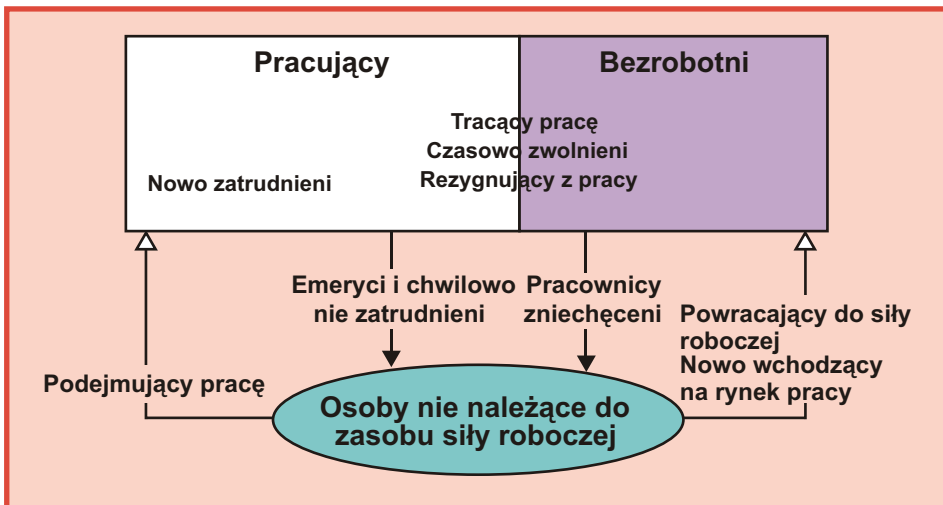 Pracujący
Bezrobotni
Tracący pracę
Czasowo zwolnieni
Rezygnujący z pracy
Nowo zatrudnieni
Emeryci i chwilowo
nie zatrudnieni
Pracownicy
zniechęceni
Powracający do siły
roboczej
Nowo wchodzący
na rynek pracy
Podejmujący pracę
Osoby nie należące do
zasobu siły roboczej